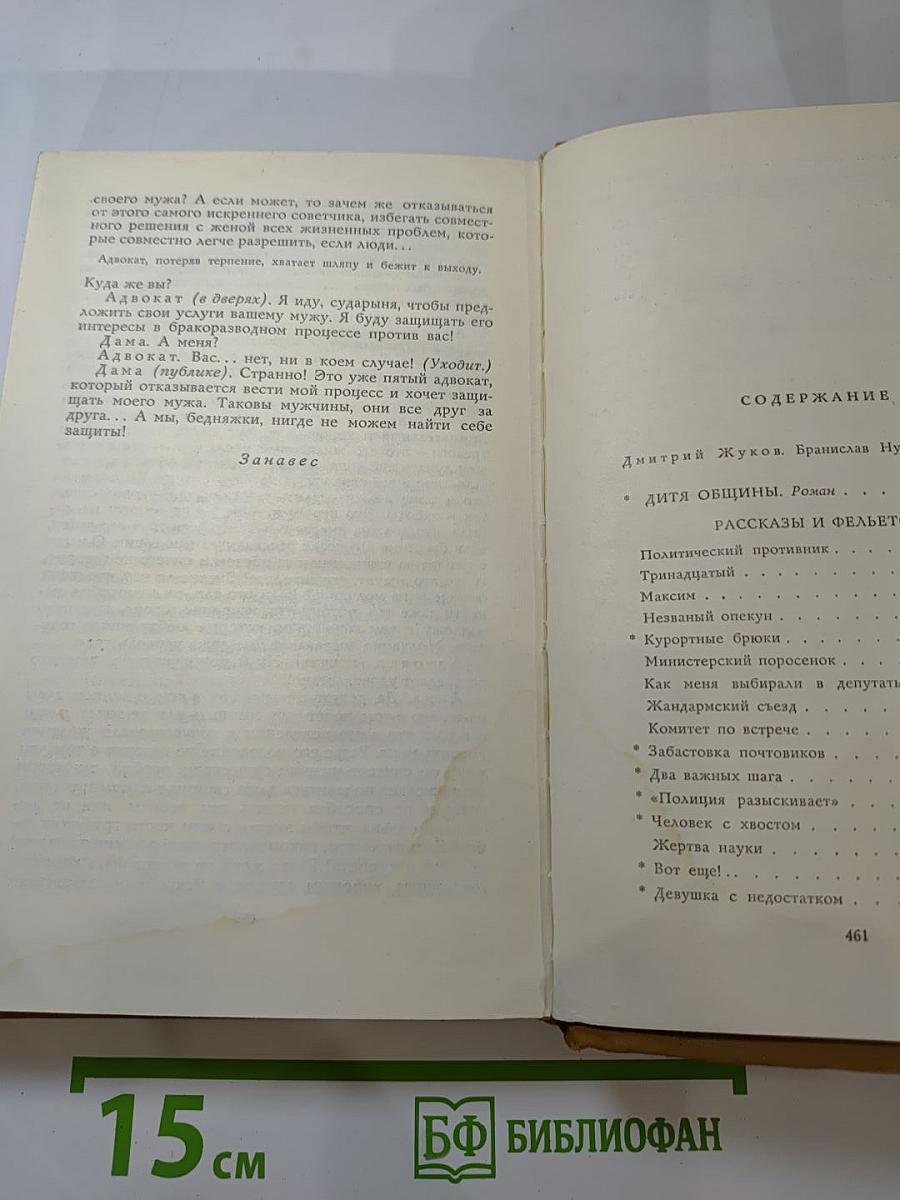 своего мужа? А если может, то зачем же отказываться
от этого самого искреннего советчика, избегать совмест-
ного решения с женой всех жизненных проблем, кото-
рые совместно легче разрешить, если люди...
Адвокат, потеряв терпение, хватает шляпу и бежит к выходу.
Куда же вы?
Адвокат (в дверях). Я иду, сударыня, чтобы пред-
ложить свои услуги вашему мужу. Я буду защищать его
интересы в бракоразводном процессе против вас!
Дама. А меня?
Адвокат. Вас... нет, ни в коем случае! (Уходит.)
Дама (публике). Странно! Это уже пятый адвокат,
который отказывается вести мой процесс и хочет защи-
щать моего мужа. Таковы мужчины, они все друг за
друга... А мы, бедняжки, нигде не можем найти себе
защиты!
Занавес
СОДЕРЖАНИЕ
Дмитрий Жуков. Бранислав Ну
* ДИТЯ ОБЩИНЫ. Роман . . .
РАССКАЗЫ И ФЕЛЬЕТО
Политический противник . . . .
Тринадцатый . . . . . . . . .
Максим . . . . . . . . . . .
Незваный опекун . . . . . . .
* Курортные брюки . . . . . .
Министерский поросенок . . . .
Как меня выбирали в депутать
Жандармский съезд . . . . . .
Комитет по встрече . . . . . .
* Забастовка почтовиков . . . .
* Два важных шага . . . . . .
* «Полиция разыскивает» . . .
* Человек с хвостом . . . . .
Жертва науки . . . . . . .
* Вот еще! . . . . . . . . .
* Девушка с недостатком . . .
461
15 см
БФ БИБЛИОФАН